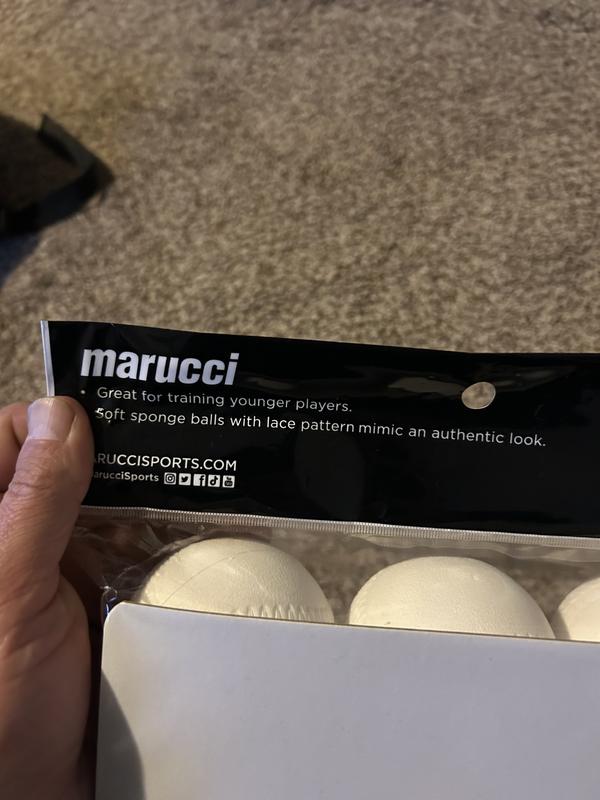 marucci
• Great for training younger players.
• Soft sponge balls with lace pattern mimic an authentic look.
ARUCCISPORTS.COM
arucciSports